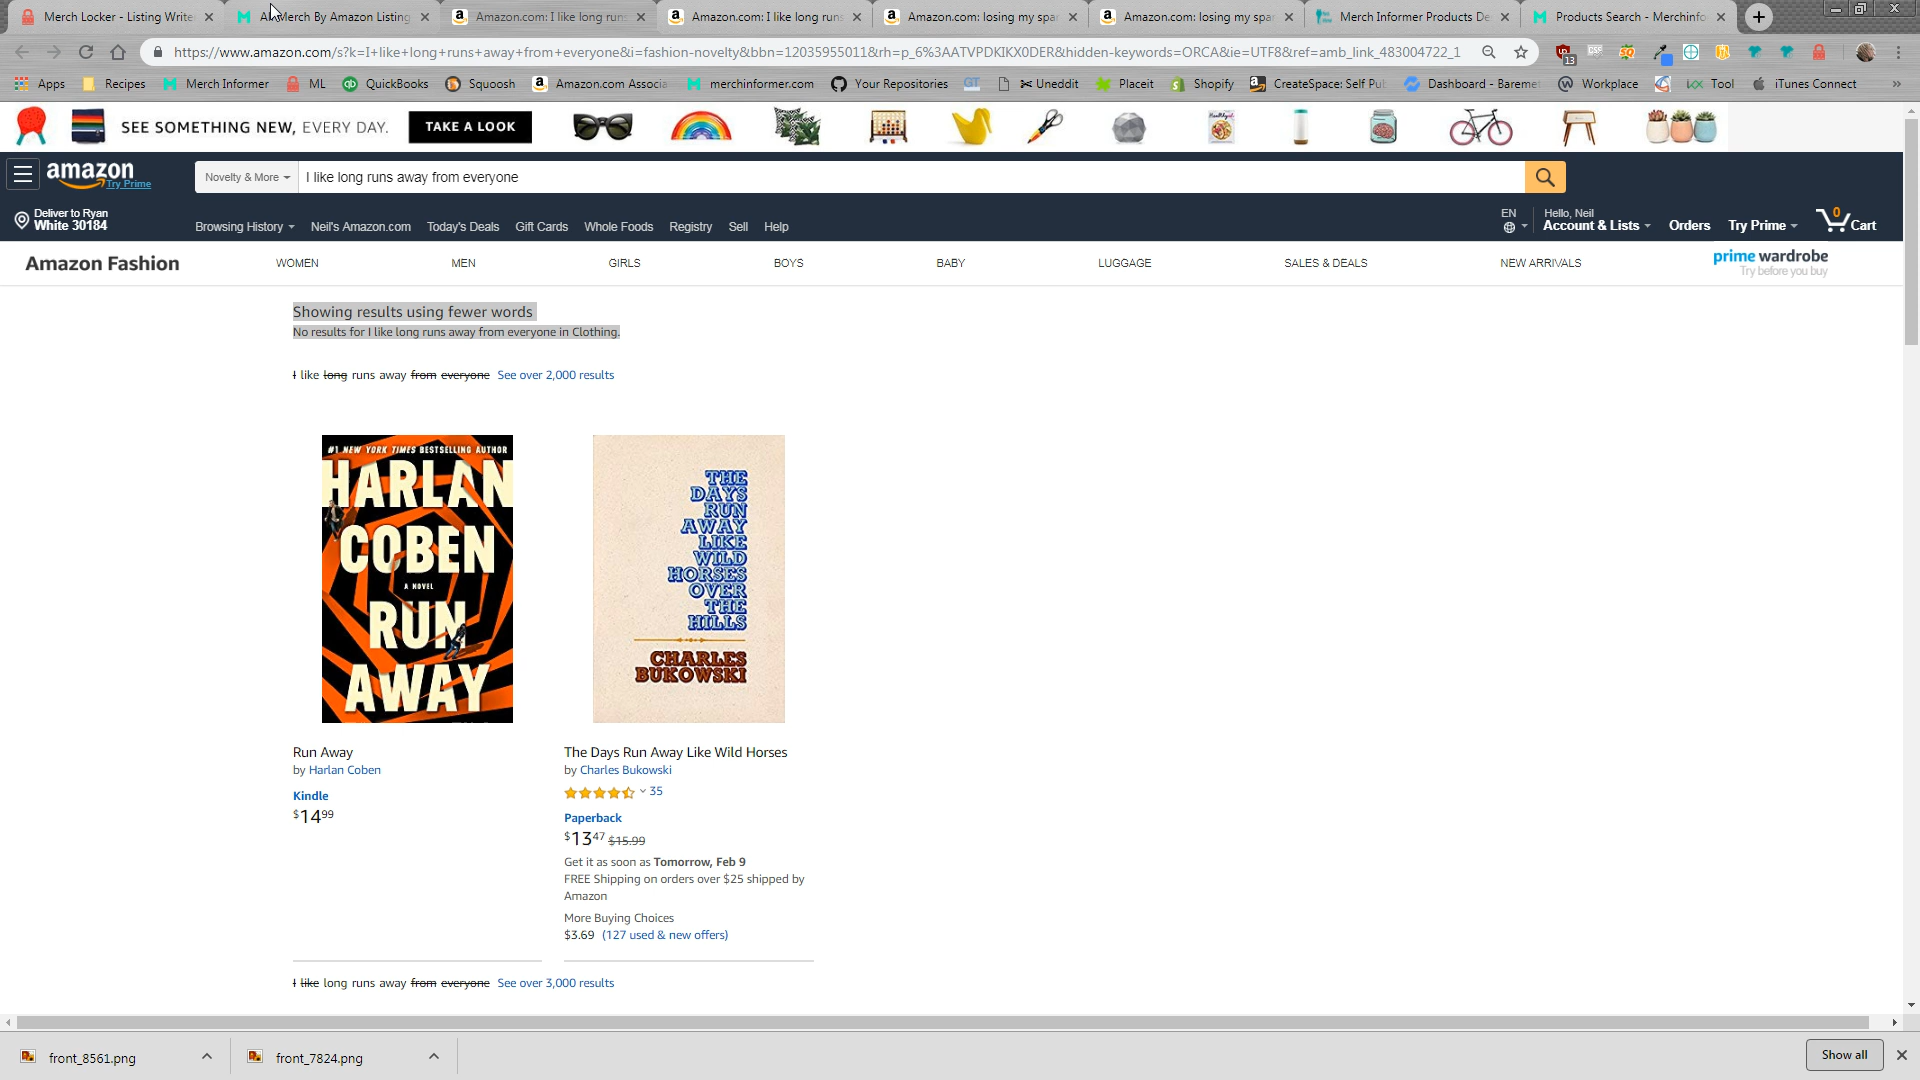 Merch Locker - Listing Write
Merch By Amazon Listing
Amazon.com: I like long runs
Amazon.com: I like long runs
Amazon.com: losing my spa
Amazon.com: losing my spa
Merch Informer Products De
Products Search - Merchinfo
https://www.amazon.com/s?k=I+like+long+runs+away+from+everyone&i=fashion-novelty&bbn=12035955011&rh=p_6%3AATVPDKIKX0DER&hidden-keywords=ORCA&ie=UTF8&ref=amb_link_483004722_1
13
Apps
Recipes
Merch Informer
ML
QuickBooks
Squoosh
Amazon.com Associa
merchinformer.com
Your Repositories
GT
Uneddit
Placeit
Shopify
CreateSpace: Self Pub
Dashboard - Bareme
Workplace
Tool
iTunes Connect
SEE SOMETHING NEW, EVERY DAY.
TAKE A LOOK
amazon
Try Prime
Novelty & More
I like long runs away from everyone
Deliver to Ryan
White 30184
Browsing History
Neil's Amazon.com
Today's Deals
Gift Cards
Whole Foods
Registry
Sell
Help
EN
Hello, Neil
Account & Lists
Orders
Try Prime
0
Cart
Amazon Fashion
WOMEN
MEN
GIRLS
BOYS
BABY
LUGGAGE
SALES & DEALS
NEW ARRIVALS
prime wardrobe
Try before you buy
Showing results using fewer words
No results for I like long runs away from everyone in Clothing.
I like long runs away from everyone See over 2,000 results
#1 NEW YORK TIMES BESTSELLING AUTHOR
HARLAN
COBEN
A NOVEL
RUN
AWAY
THE
DAYS
RUN
AWAY
LIKE
WILD
HORSES
OVER
THE
HILLS
CHARLES
BUKOWSKI
Run Away
by Harlan Coben
Kindle
$14.99
The Days Run Away Like Wild Horses
by Charles Bukowski
35
Paperback
$13.47 $15.99
Get it as soon as Tomorrow, Feb 9
FREE Shipping on orders over $25 shipped by
Amazon
More Buying Choices
$3.69 (127 used & new offers)
I like long runs away from everyone See over 3,000 results
front_8561.png
front_7824.png
Show all